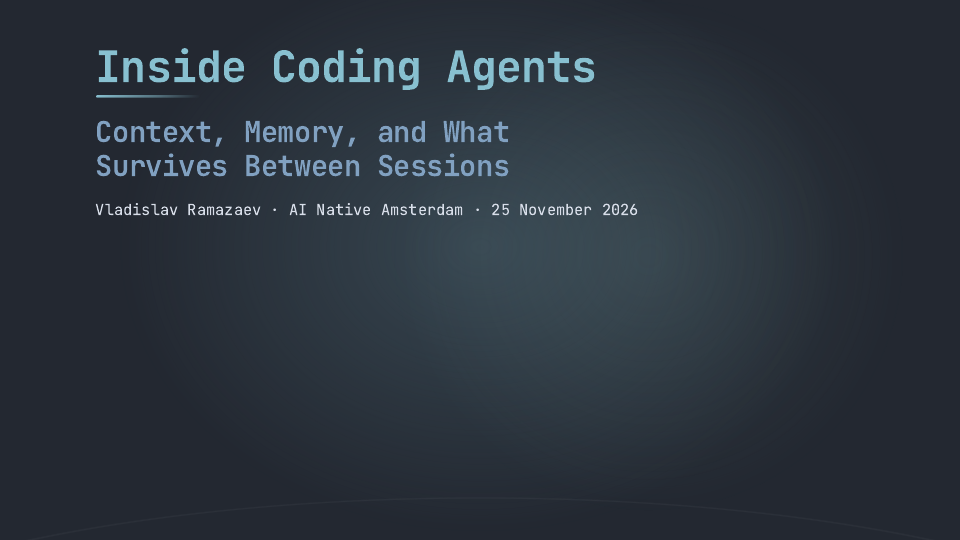 Inside Coding Agents
Context, Memory, and What
Survives Between Sessions
Vladislav Ramazaev · AI Native Amsterdam · 25 November 2026